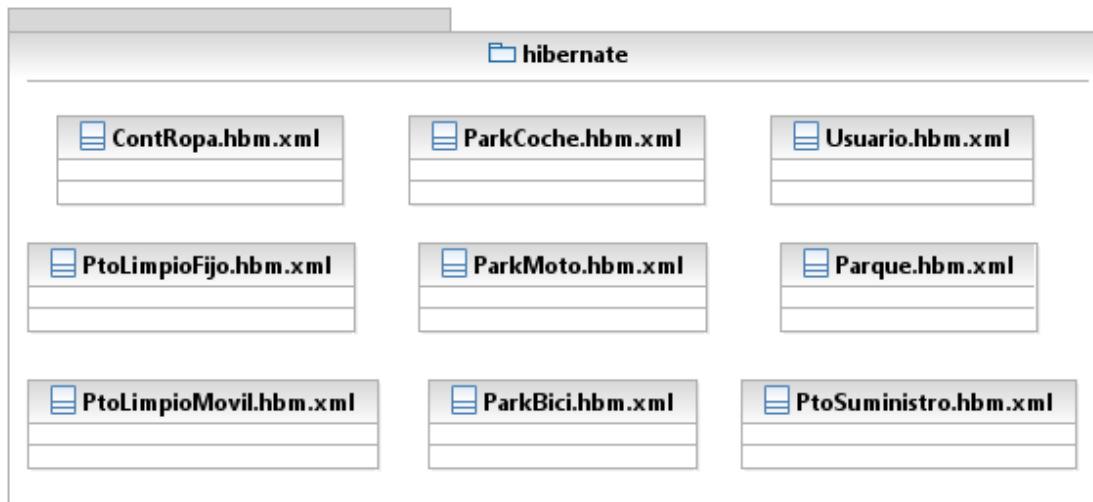 hibernate
ContRopa.hbm.xml
ParkCoche.hbm.xml
Usuario.hbm.xml
PtoLimpioFijo.hbm.xml
ParkMoto.hbm.xml
Parque.hbm.xml
PtoLimpioMovil.hbm.xml
ParkBici.hbm.xml
PtoSuministro.hbm.xml